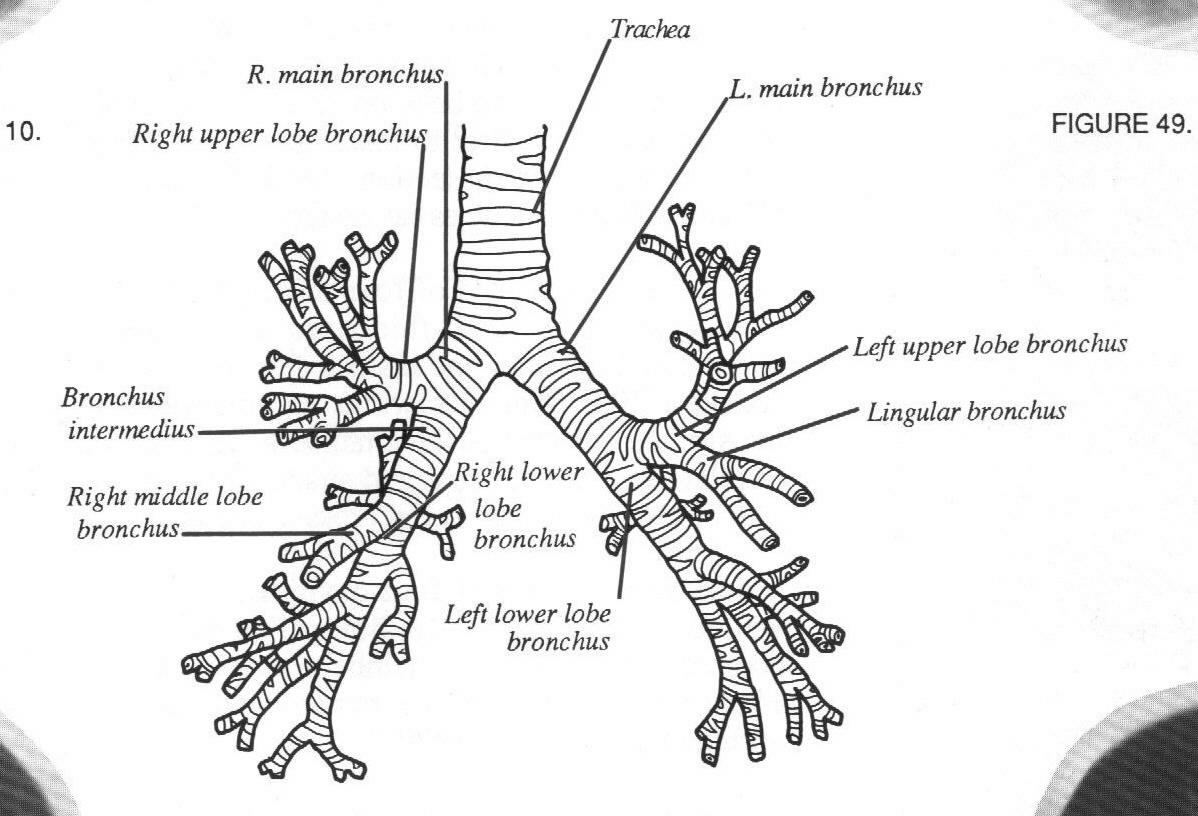 Trachea
R. main bronchus
L. main bronchus
10.
Right upper lobe bronchus
FIGURE 49.
Left upper lobe bronchus
Bronchus
intermedius
Lingular bronchus
Right lower
lobe
bronchus
Right middle lobe
bronchus
Left lower lobe
bronchus